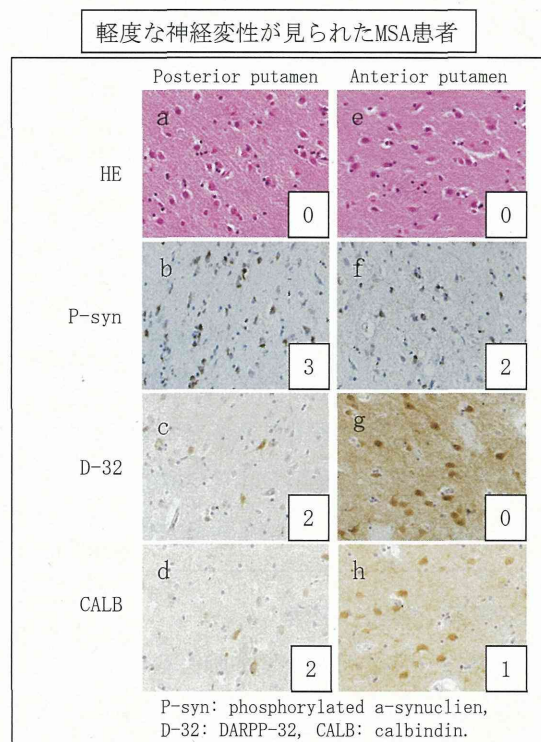 軽度な神経変性が見られたMSA患者
Posterior putamen Anterior putamen
HE a 0 e 0
P-syn b 3 f 2
D-32 c 2 g 0
CALB d 2 h 1
P-syn: phosphorylated a-synuclien,
D-32: DARPP-32, CALB: calbindin.